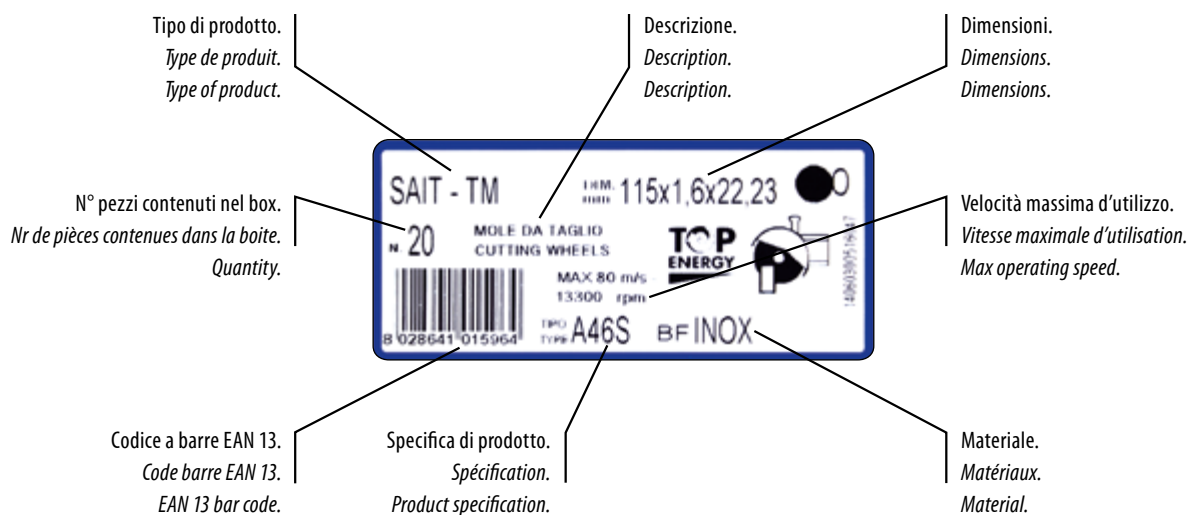 Tipo di prodotto.
Type de produit.
Type of product.
Descrizione.
Description.
Description.
Dimensioni.
Dimensions.
Dimensions.
N° pezzi contenuti nel box.
Nr de pièces contenues dans la boite.
Quantity.
SAIT - TM
DIM. mm 115x1,6x22,23
N. 20
MOLE DA TAGLIO
CUTTING WHEELS
TOP
ENERGY
MAX 80 m/s
13300 rpm
8 028641 015964
TIPO
TYPE A46S
BF INOX
Velocità massima d'utilizzo.
Vitesse maximale d'utilisation.
Max operating speed.
Codice a barre EAN 13.
Code barre EAN 13.
EAN 13 bar code.
Specifica di prodotto.
Spécification.
Product specification.
Materiale.
Matériaux.
Material.